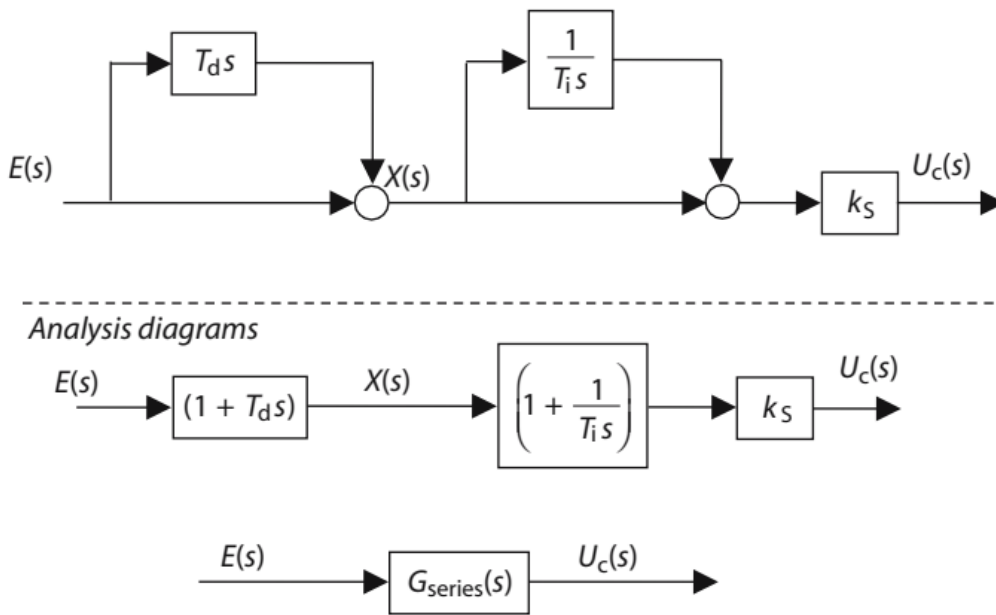 T_d s
1/(T_i s)
E(s)
X(s)
k_S
U_c(s)
Analysis diagrams
E(s)
(1 + T_d s)
X(s)
(1 + 1/(T_i s))
k_S
U_c(s)
E(s)
G_series(s)
U_c(s)